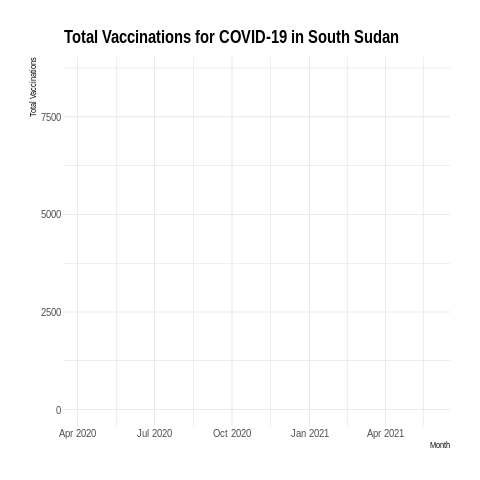 Total Vaccinations for COVID-19 in South Sudan
Total Vaccinations
7500
5000
2500
0
Apr 2020 Jul 2020 Oct 2020 Jan 2021 Apr 2021
Month